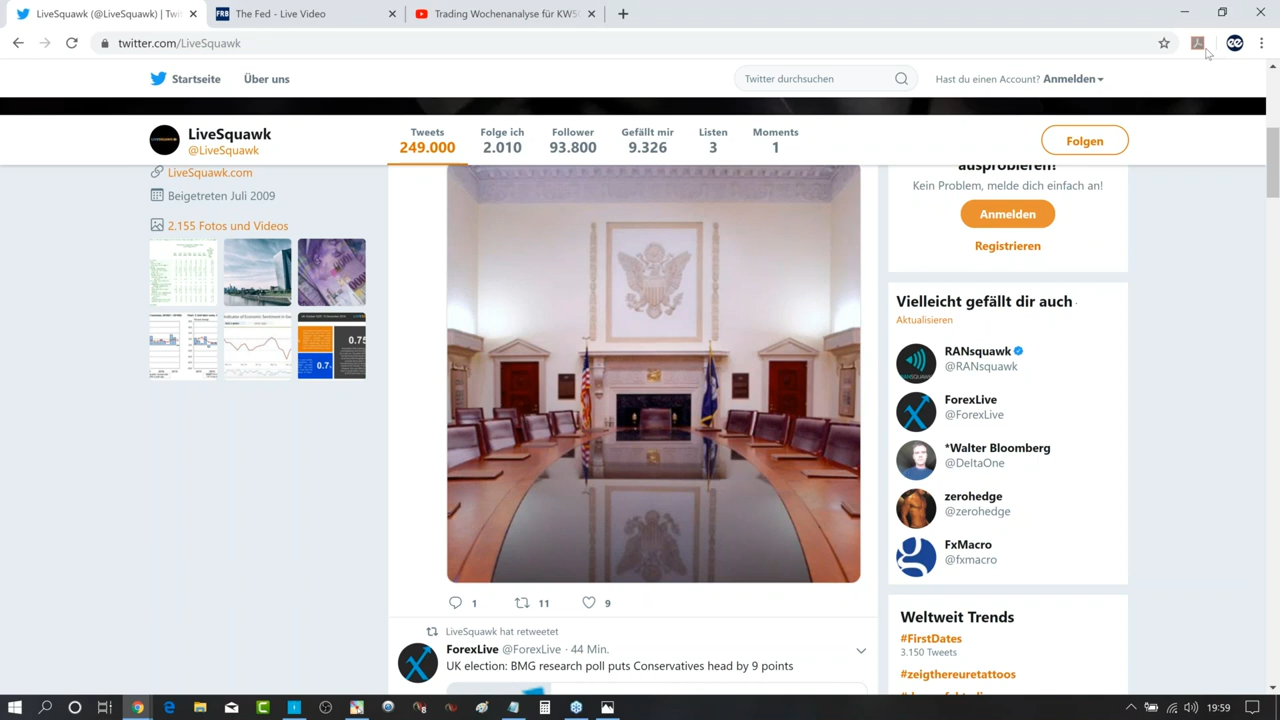 LiveSquawk (@LiveSquawk) | Twi
The Fed - Live Video
Trading Wochenanalyse für KW50
twitter.com/LiveSquawk
Startseite
Über uns
Twitter durchsuchen
Hast du einen Account? Anmelden
LiveSquawk
@LiveSquawk
Tweets
249.000
Folge ich
2.010
Follower
93.800
Gefällt mir
9.326
Listen
3
Moments
1
Folgen
LiveSquawk.com
Beigetreten Juli 2009
2.155 Fotos und Videos
0.75
0.7
ausprobieren?
Kein Problem, melde dich einfach an!
Anmelden
Registrieren
Vielleicht gefällt dir auch ·
Aktualisieren
RANsquawk
@RANsquawk
ForexLive
@ForexLive
*Walter Bloomberg
@DeltaOne
zerohedge
@zerohedge
FxMacro
@fxmacro
1
11
9
LiveSquawk hat retweetet
ForexLive @ForexLive · 44 Min.
UK election: BMG research poll puts Conservatives head by 9 points
Weltweit Trends
#FirstDates
3.150 Tweets
#zeigthereuretattoos
19:59